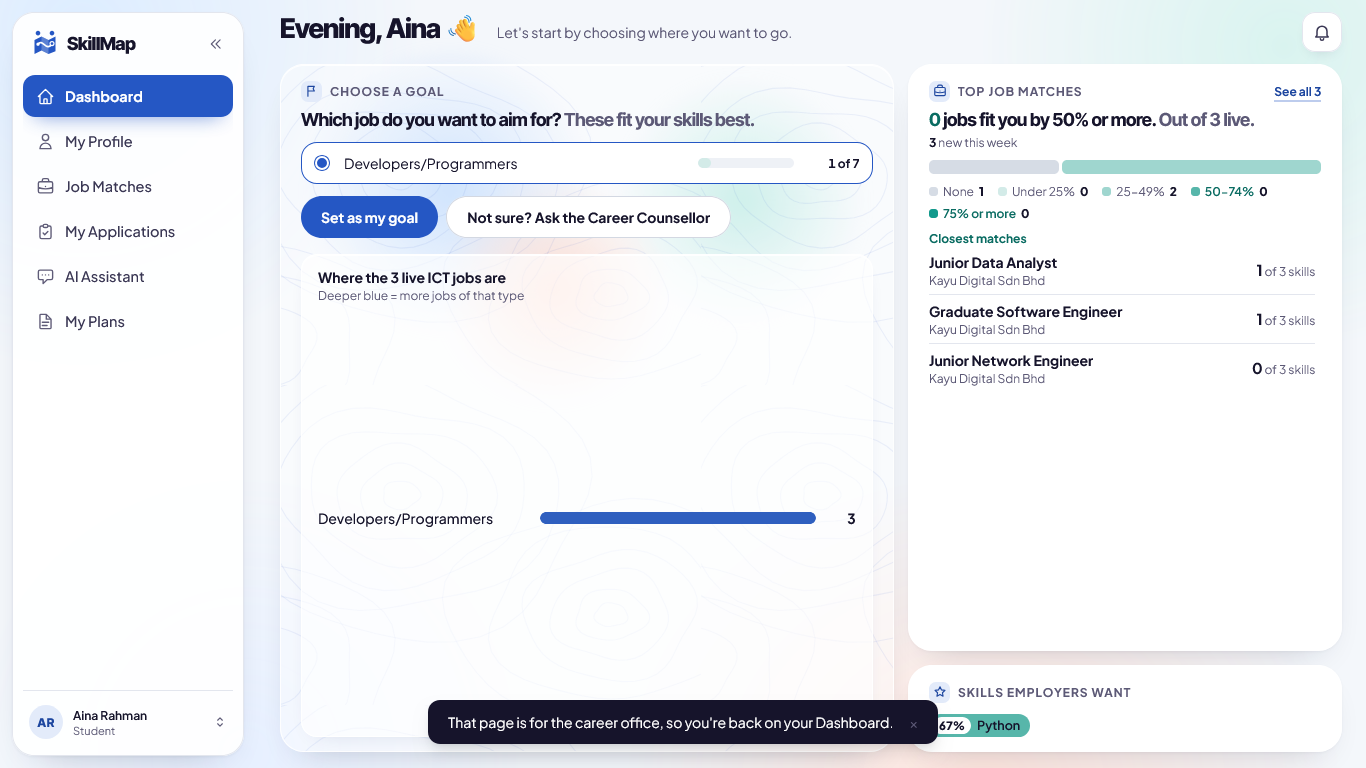 SkillMap
Dashboard
My Profile
Job Matches
My Applications
AI Assistant
My Plans
AR
Aina Rahman
Student
Evening, Aina 👋
Let's start by choosing where you want to go.
CHOOSE A GOAL
Which job do you want to aim for? These fit your skills best.
Developers/Programmers 1 of 7
Set as my goal
Not sure? Ask the Career Counsellor
Where the 3 live ICT jobs are
Deeper blue = more jobs of that type
Developers/Programmers 3
TOP JOB MATCHES
See all 3
0 jobs fit you by 50% or more. Out of 3 live.
3 new this week
None 1 Under 25% 0 25–49% 2 50–74% 0
75% or more 0
Closest matches
Junior Data Analyst
Kayu Digital Sdn Bhd
1 of 3 skills
Graduate Software Engineer
Kayu Digital Sdn Bhd
1 of 3 skills
Junior Network Engineer
Kayu Digital Sdn Bhd
0 of 3 skills
SKILLS EMPLOYERS WANT
67% Python
That page is for the career office, so you're back on your Dashboard. ×